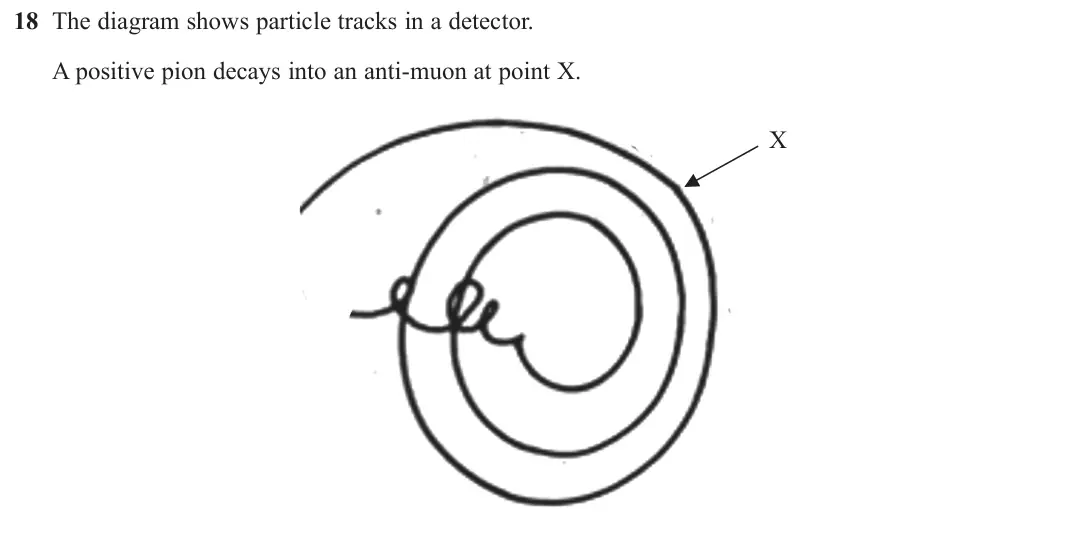 18 The diagram shows particle tracks in a detector.
A positive pion decays into an anti-muon at point X.
X